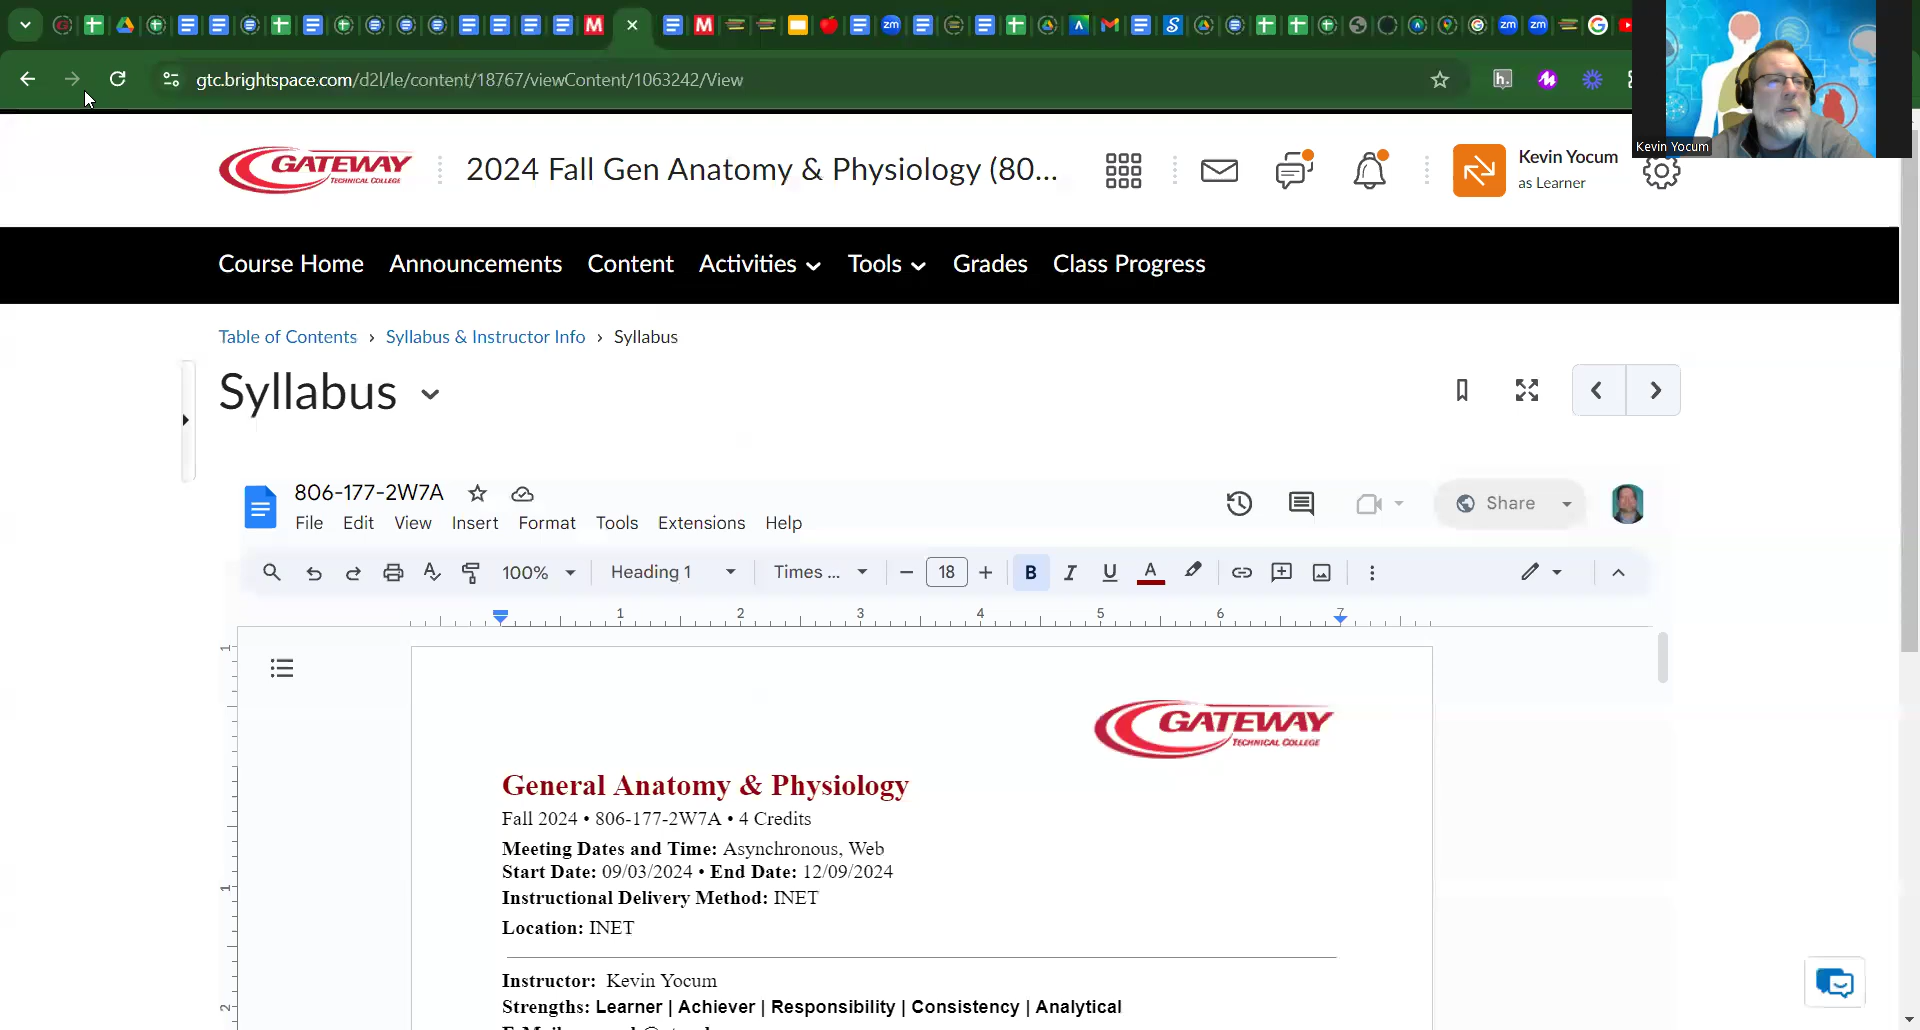 gtc.brightspace.com/d2l/le/content/18767/viewContent/1063242/View
Kevin Yocum
GATEWAY
TECHNICAL COLLEGE
2024 Fall Gen Anatomy & Physiology (80...
Kevin Yocum
as Learner
Course Home Announcements Content Activities Tools Grades Class Progress
Table of Contents › Syllabus & Instructor Info › Syllabus
Syllabus
806-177-2W7A
File Edit View Insert Format Tools Extensions Help
Share
100% Heading 1 Times ... − 18 + B I U A
1 2 3 4 5 6 7
1
1
2
GATEWAY
TECHNICAL COLLEGE
General Anatomy & Physiology
Fall 2024 • 806-177-2W7A • 4 Credits
Meeting Dates and Time: Asynchronous, Web
Start Date: 09/03/2024 • End Date: 12/09/2024
Instructional Delivery Method: INET
Location: INET
Instructor: Kevin Yocum
Strengths: Learner | Achiever | Responsibility | Consistency | Analytical